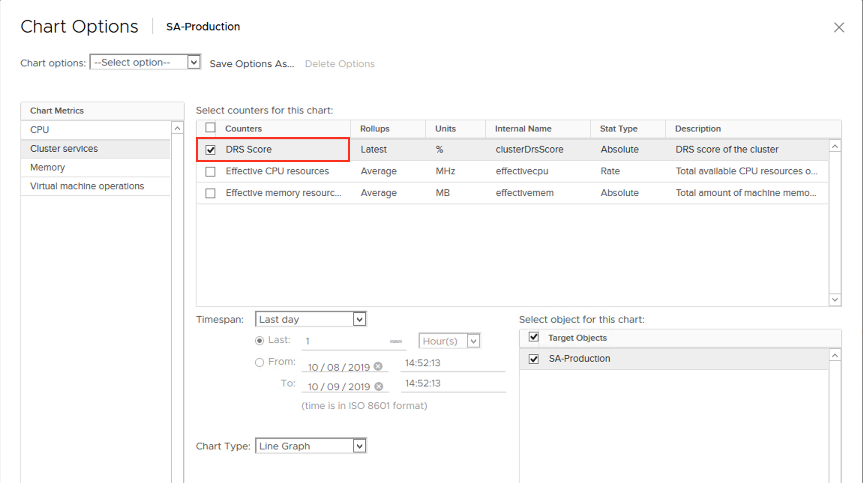 Chart Options SA-Production
Chart options: --Select option-- Save Options As... Delete Options
Chart Metrics
CPU
Cluster services
Memory
Virtual machine operations
Select counters for this chart:
Counters Rollups Units Internal Name Stat Type Description
DRS Score Latest % clusterDrsScore Absolute DRS score of the cluster
Effective CPU resources Average MHz effectivecpu Rate Total available CPU resources o...
Effective memory resourc... Average MB effectivemem Absolute Total amount of machine memo...
Timespan: Last day
Last: 1 Hour(s)
From: 10 / 08 / 2019 14:52:13
To: 10 / 09 / 2019 14:52:13
(time is in ISO 8601 format)
Chart Type: Line Graph
Select object for this chart:
Target Objects
SA-Production